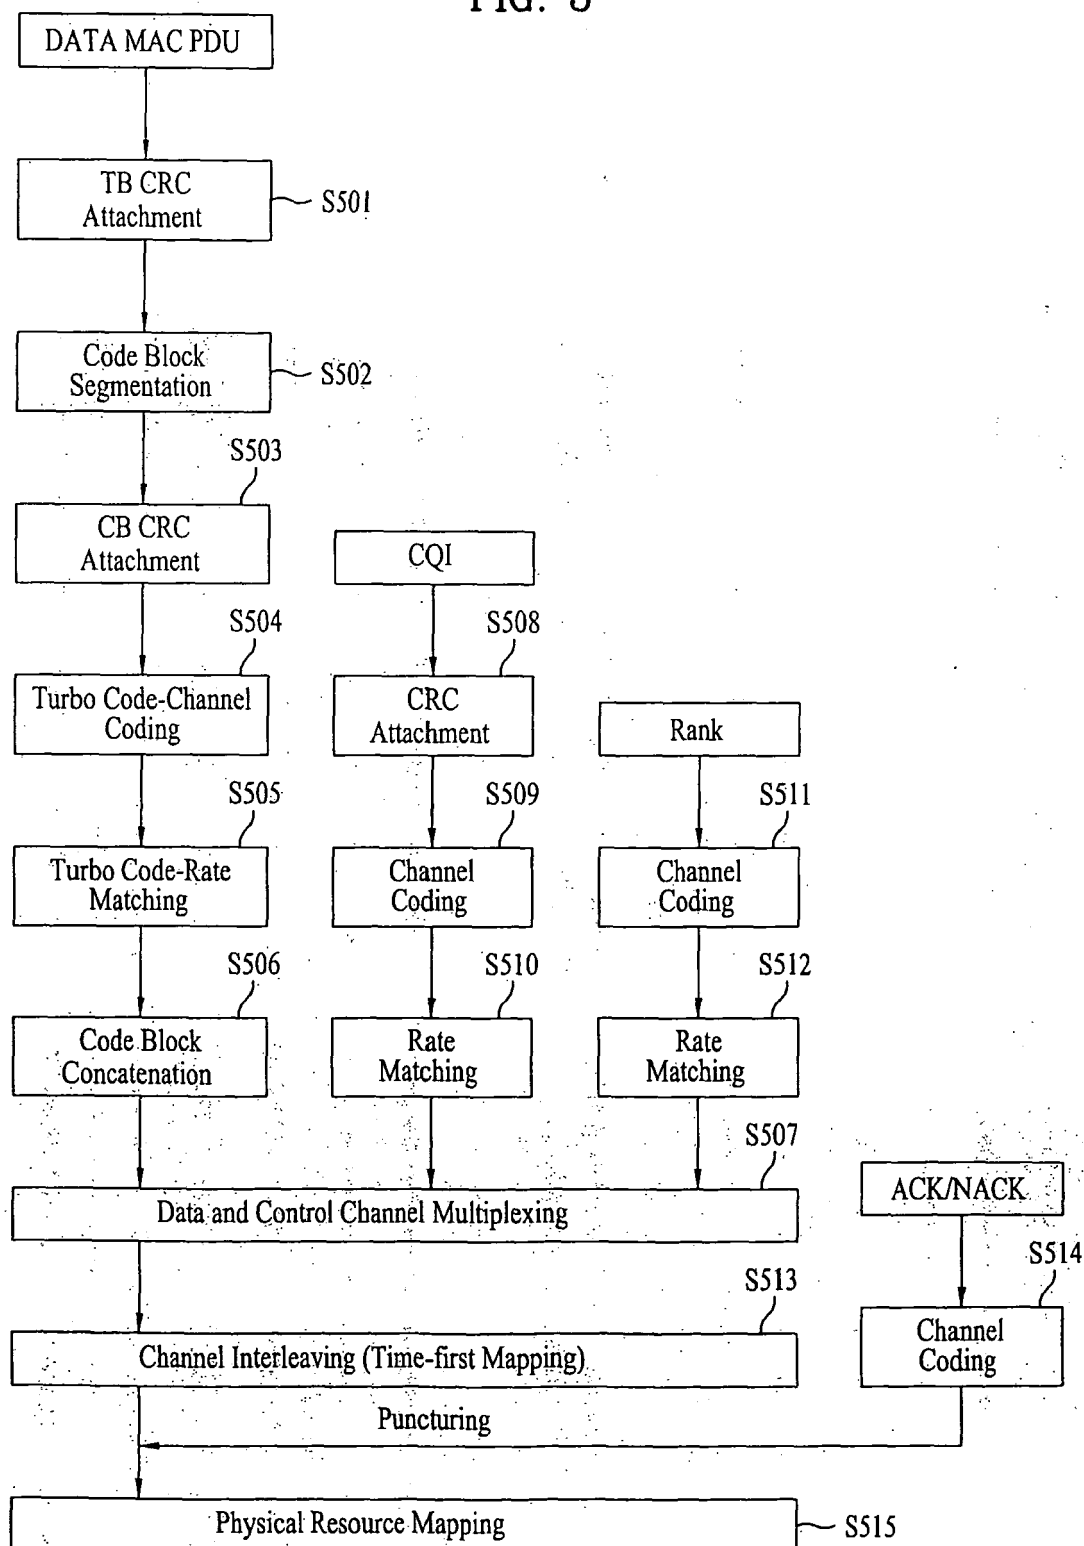 DATA MAC PDU
TB CRC
Attachment
S501
Code Block
Segmentation
S502
S503
CB CRC
Attachment
CQI
S504
S508
Turbo Code-Channel
Coding
CRC
Attachment
Rank
S505
S509
S511
Turbo Code-Rate
Matching
Channel
Coding
Channel
Coding
S506
S510
S512
Code Block
Concatenation
Rate
Matching
Rate
Matching
S507
Data and Control Channel Multiplexing
ACK/NACK
S513
S514
Channel Interleaving (Time-first Mapping)
Channel
Coding
Puncturing
Physical Resource Mapping
S515